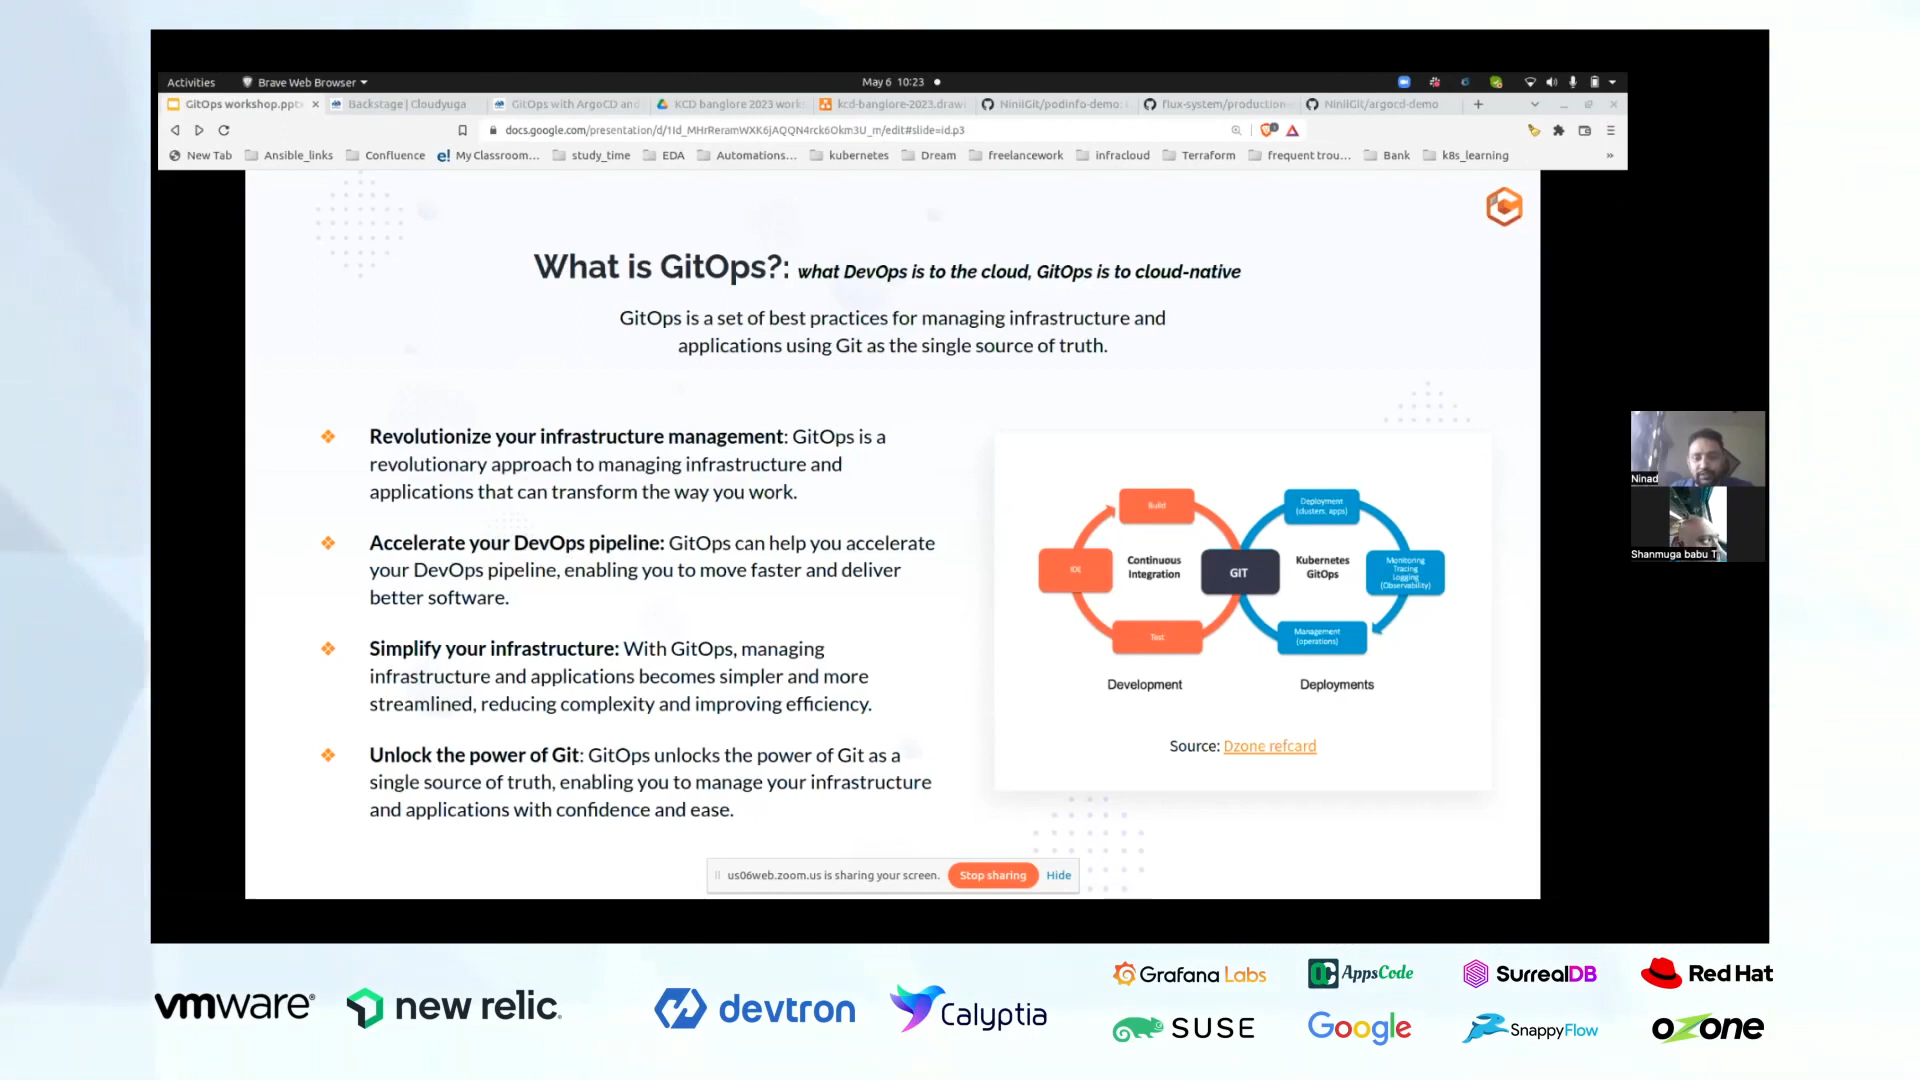 Activities
Brave Web Browser
May 6 10:23
GitOps workshop.ppt
Backstage | Cloudyuga
GitOps with ArgoCD and
KCD banglore 2023 work
kcd-banglore-2023.draw
NiniiGit/podinfo-demo:
flux-system/production
NiniiGit/argocd-demo
docs.google.com/presentation/d/1Id_MHrReramWXK6jAQQN4rck6Okm3U_m/edit#slide=id.p3
New Tab
Ansible_links
Confluence
e! My Classroom...
study_time
EDA
Automations...
kubernetes
Dream
freelancework
infracloud
Terraform
frequent trou...
Bank
k8s_learning
»
What is GitOps?: what DevOps is to the cloud, GitOps is to cloud-native
GitOps is a set of best practices for managing infrastructure and
applications using Git as the single source of truth.
Revolutionize your infrastructure management: GitOps is a
revolutionary approach to managing infrastructure and
applications that can transform the way you work.
Accelerate your DevOps pipeline: GitOps can help you accelerate
your DevOps pipeline, enabling you to move faster and deliver
better software.
Simplify your infrastructure: With GitOps, managing
infrastructure and applications becomes simpler and more
streamlined, reducing complexity and improving efficiency.
Unlock the power of Git: GitOps unlocks the power of Git as a
single source of truth, enabling you to manage your infrastructure
and applications with confidence and ease.
Build
IDE
Continuous
Integration
Test
GIT
Deployment
(clusters, apps)
Kubernetes
GitOps
Monitoring
Tracing
Logging
(Observability)
Management
(operations)
Development
Deployments
Source: Dzone refcard
us06web.zoom.us is sharing your screen.
Stop sharing
Hide
Ninad
Shanmuga babu T
vmware
new relic.
devtron
Calyptia
Grafana Labs
AppsCode
SurrealDB
Red Hat
SUSE
Google
SnappyFlow
ozone